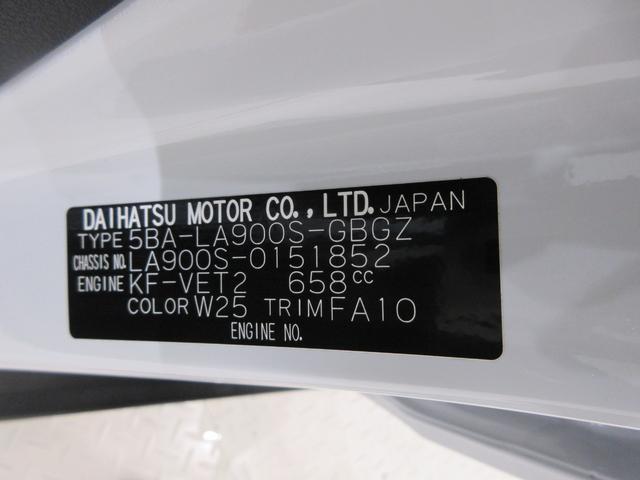 DAIHATSU MOTOR CO.,LTD. JAPAN
TYPE 5BA-LA900S-GBGZ
CHASSIS NO. LA900S-0151852
ENGINE KF-VET2 658cc
COLOR W25 TRIM FA10
ENGINE NO.